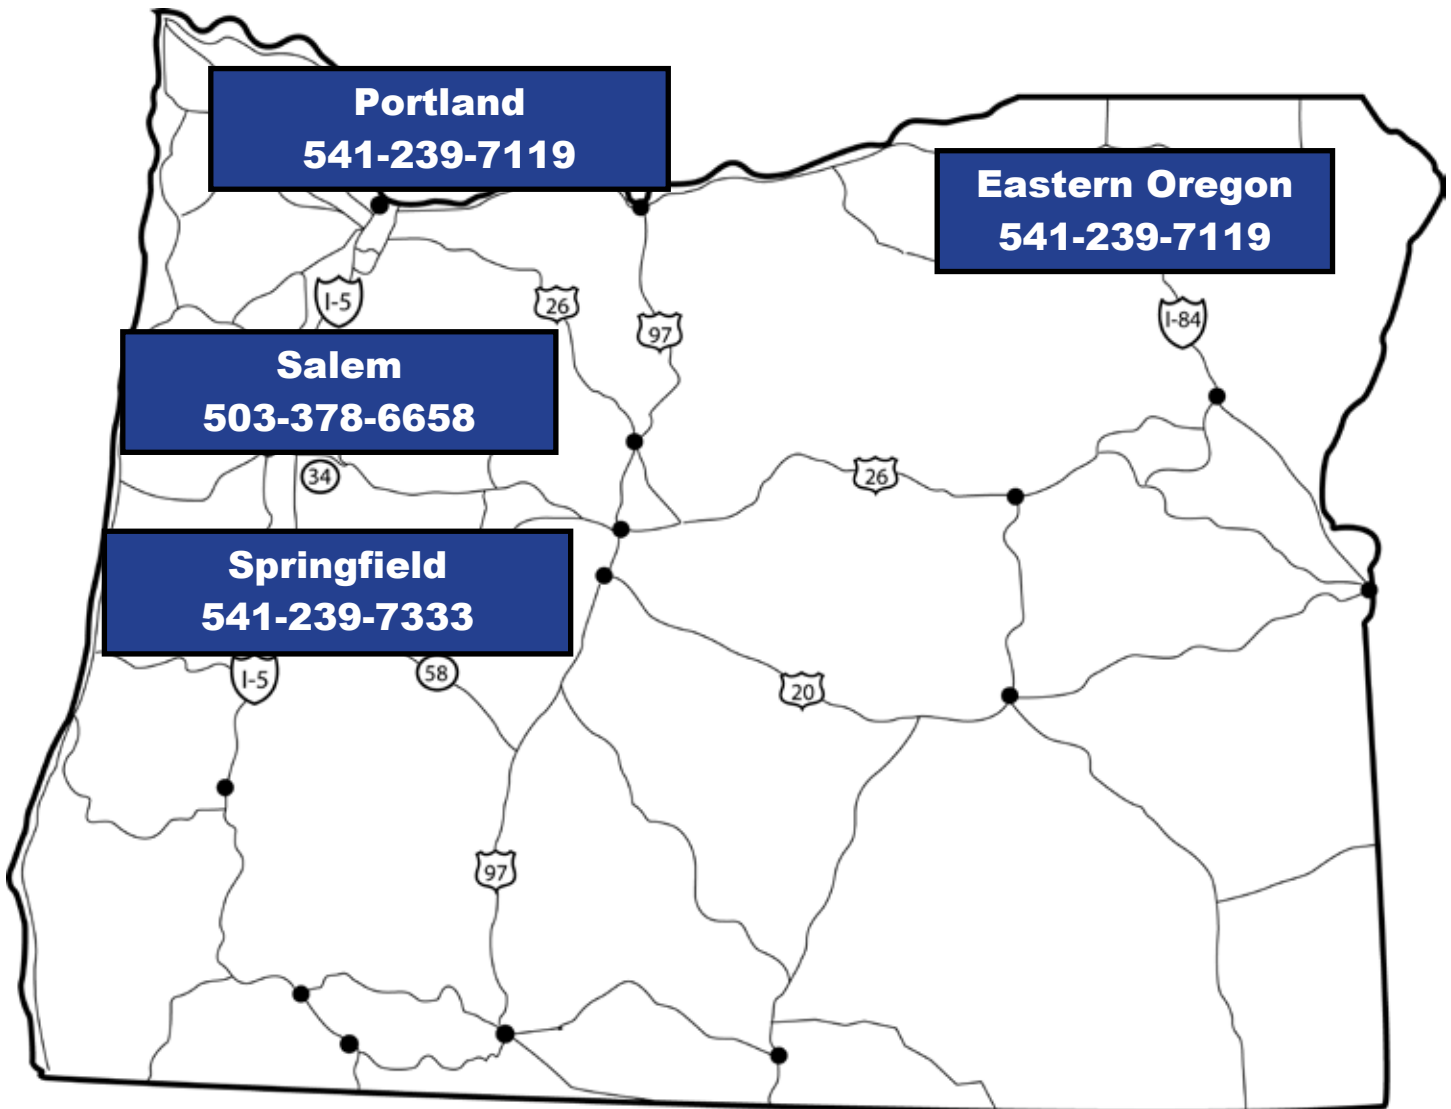 Portland
541-239-7119
Eastern Oregon
541-239-7119
I-5
26
97
I-84
Salem
503-378-6658
34
26
Springfield
541-239-7333
I-5
58
20
97